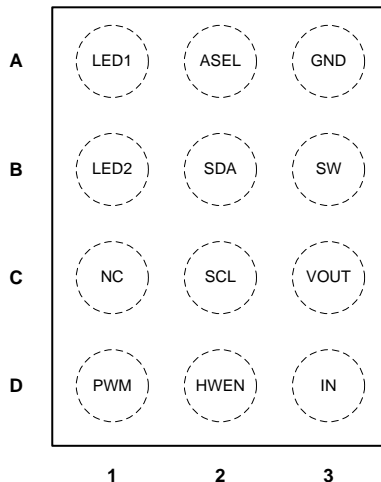 A LED1 ASEL GND
B LED2 SDA SW
C NC SCL VOUT
D PWM HWEN IN
1 2 3